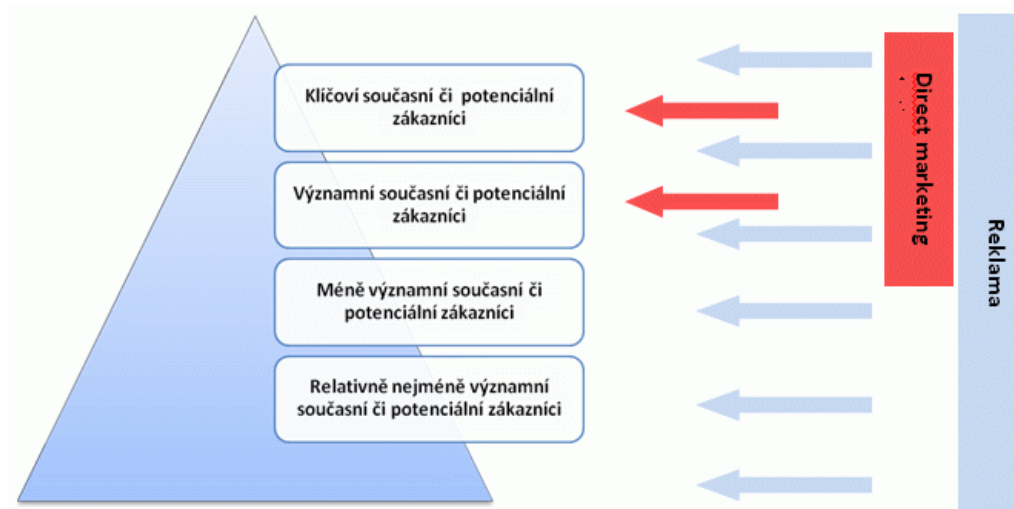 Klíčoví současní či potenciální
zákazníci
Významní současní či potenciální
zákazníci
Méně významní současní či
potenciální zákazníci
Relativně nejméně významní
současní či potenciální zákazníci
Direct marketing
Reklama